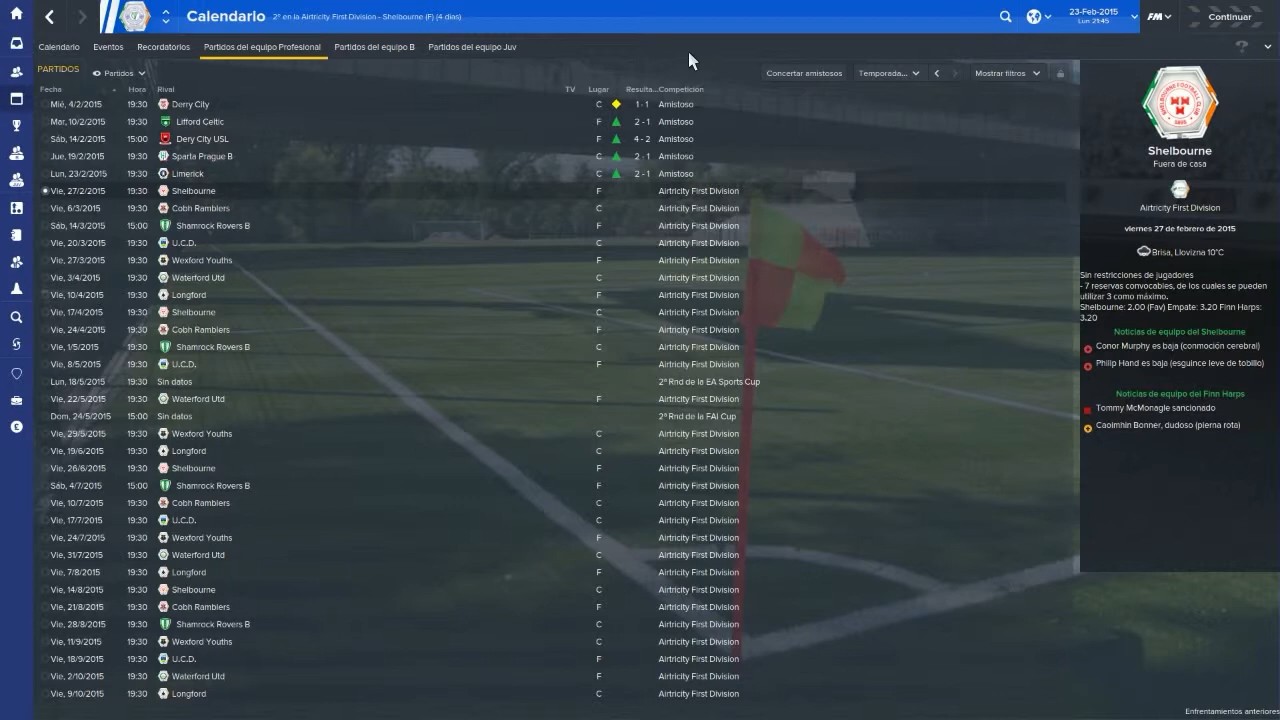 Calendario 2º en la Airtricity First Division - Shelbourne (F) (4 días) 23-Feb-2015 FM Continuar
Lun 21:45
Calendario Eventos Recordatorios Partidos del equipo Profesional Partidos del equipo B Partidos del equipo Juv ?
PARTIDOS Partidos Concertar amistosos Temporada... Mostrar filtros
Fecha Hora Rival TV Lugar Resulta... Competición
Mié, 4/2/2015 19:30 Derry City C 1 - 1 Amistoso
Mar, 10/2/2015 19:30 Lifford Celtic F 2 - 1 Amistoso
Sáb, 14/2/2015 15:00 Dery City USL F 4 - 2 Amistoso
Jue, 19/2/2015 19:30 Sparta Prague B C 2 - 1 Amistoso
Lun, 23/2/2015 19:30 Limerick C 2 - 1 Amistoso
Vie, 27/2/2015 19:30 Shelbourne F Airtricity First Division
Vie, 6/3/2015 19:30 Cobh Ramblers C Airtricity First Division
Sáb, 14/3/2015 15:00 Shamrock Rovers B F Airtricity First Division
Vie, 20/3/2015 19:30 U.C.D. C Airtricity First Division
Vie, 27/3/2015 19:30 Wexford Youths F Airtricity First Division
Vie, 3/4/2015 19:30 Waterford Utd C Airtricity First Division
Vie, 10/4/2015 19:30 Longford F Airtricity First Division
Vie, 17/4/2015 19:30 Shelbourne C Airtricity First Division
Vie, 24/4/2015 19:30 Cobh Ramblers F Airtricity First Division
Vie, 1/5/2015 19:30 Shamrock Rovers B C Airtricity First Division
Vie, 8/5/2015 19:30 U.C.D. F Airtricity First Division
Lun, 18/5/2015 19:30 Sin datos 2ª Rnd de la EA Sports Cup
Vie, 22/5/2015 19:30 Waterford Utd F Airtricity First Division
Dom, 24/5/2015 15:00 Sin datos 2ª Rnd de la FAI Cup
Vie, 29/5/2015 19:30 Wexford Youths C Airtricity First Division
Vie, 19/6/2015 19:30 Longford C Airtricity First Division
Vie, 26/6/2015 19:30 Shelbourne F Airtricity First Division
Sáb, 4/7/2015 15:00 Shamrock Rovers B F Airtricity First Division
Vie, 10/7/2015 19:30 Cobh Ramblers C Airtricity First Division
Vie, 17/7/2015 19:30 U.C.D. C Airtricity First Division
Vie, 24/7/2015 19:30 Wexford Youths F Airtricity First Division
Vie, 31/7/2015 19:30 Waterford Utd C Airtricity First Division
Vie, 7/8/2015 19:30 Longford F Airtricity First Division
Vie, 14/8/2015 19:30 Shelbourne C Airtricity First Division
Vie, 21/8/2015 19:30 Cobh Ramblers F Airtricity First Division
Vie, 28/8/2015 19:30 Shamrock Rovers B C Airtricity First Division
Vie, 11/9/2015 19:30 Wexford Youths C Airtricity First Division
Vie, 18/9/2015 19:30 U.C.D. F Airtricity First Division
Vie, 2/10/2015 19:30 Waterford Utd F Airtricity First Division
Vie, 9/10/2015 19:30 Longford C Airtricity First Division
Shelbourne
Fuera de casa
Airtricity First Division
viernes 27 de febrero de 2015
Brisa, Llovizna 10°C
Sin restricciones de jugadores
- 7 reservas convocables, de los cuales se pueden
utilizar 3 como máximo.
Shelbourne: 2.00 (Fav) Empate: 3.20 Finn Harps:
3.20
Noticias de equipo del Shelbourne
Conor Murphy es baja (conmoción cerebral)
Philip Hand es baja (esguince leve de tobillo)
Noticias de equipo del Finn Harps
Tommy McMonagle sancionado
Caoimhin Bonner, dudoso (pierna rota)
Enfrentamientos anteriores